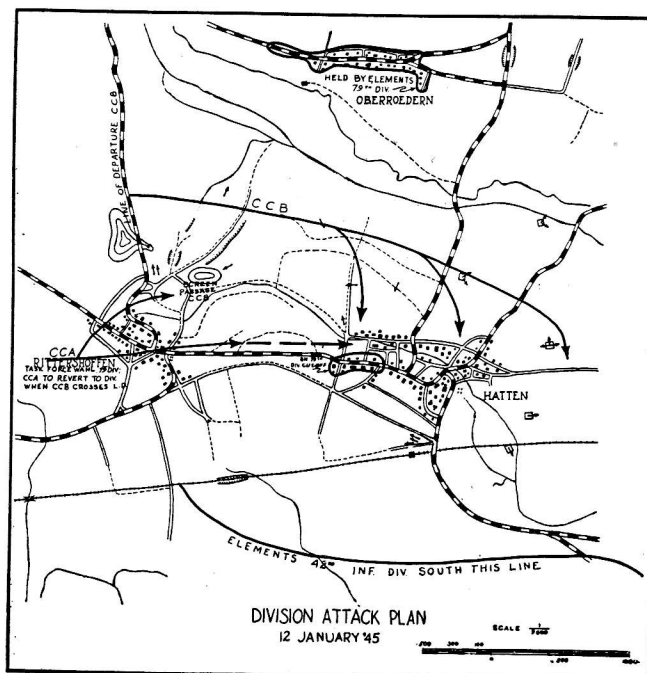 HELD BY ELEMENTS
79TH DIV.
OBERROEDERN
LINE OF DEPARTURE CCB
CCB
SCREEN
PASSAGE
CCB
CCA
RITTERSHOFFEN
TASK FORCE WAHL 79 DIV.
CCA TO REVERT TO DIV.
WHEN CCB CROSSES L.D.
HATTEN
ELEMENTS 42ND INF. DIV. SOUTH THIS LINE
DIVISION ATTACK PLAN
12 JANUARY '45
SCALE